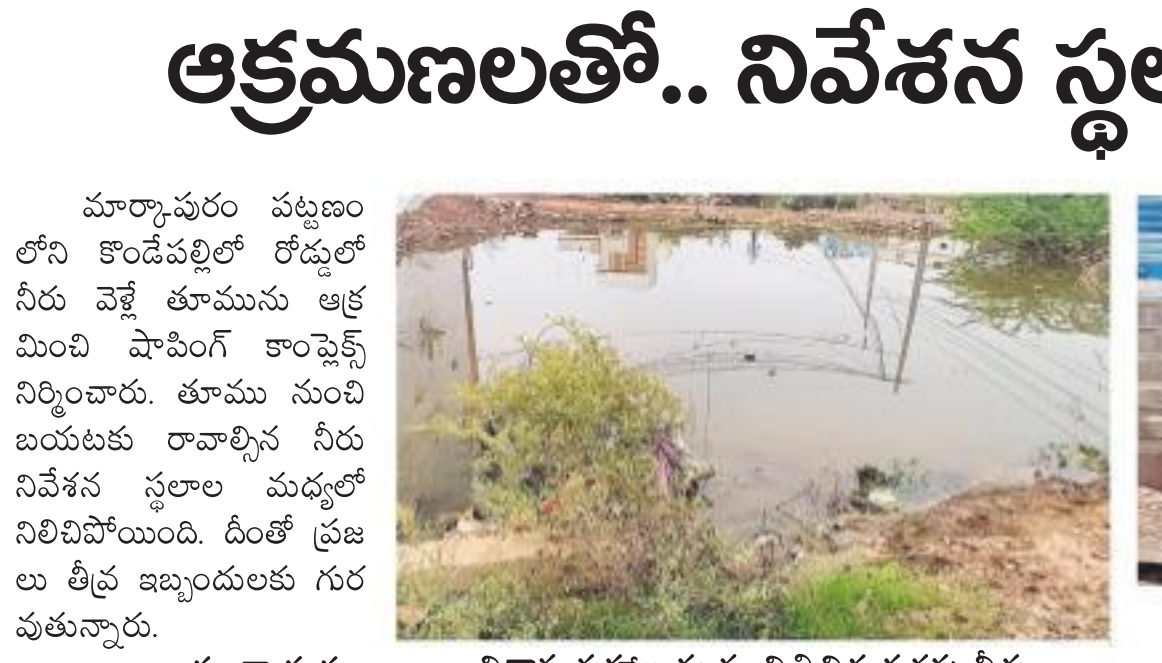 ఆక్రమణలతో.. నివేశన
మార్కాపురం పట్టణం
లోని కొండేపల్లిలో రోడ్డులో
నీరు వెళ్లే తూమును ఆక్ర
మించి షాపింగ్ కాంప్లెక్స్
నిర్మించారు. తూము నుంచి
బయటకు రావాల్సిన నీరు
నివేశన స్థలాల మధ్యలో
నిలిచిపోయింది. దీంతో ప్రజ
లు తీవ్ర ఇబ్బందులకు గుర
వుతున్నారు.